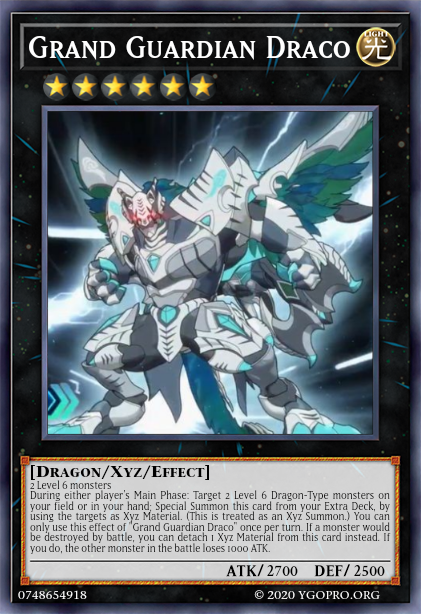 GRAND GUARDIAN DRACO
LIGHT
光
[DRAGON/XYZ/EFFECT]
2 Level 6 monsters
During either player's Main Phase: Target 2 Level 6 Dragon-Type monsters on
your field or in your hand; Special Summon this card from your Extra Deck, by
using the targets as Xyz Material. (This is treated as an Xyz Summon.) You can
only use this effect of "Grand Guardian Draco" once per turn. If a monster would
be destroyed by battle, you can detach 1 Xyz Material from this card instead. If
you do, the other monster in the battle loses 1000 ATK.
ATK/ 2700 DEF/ 2500
0748654918 © 2020 YGOPRO.ORG